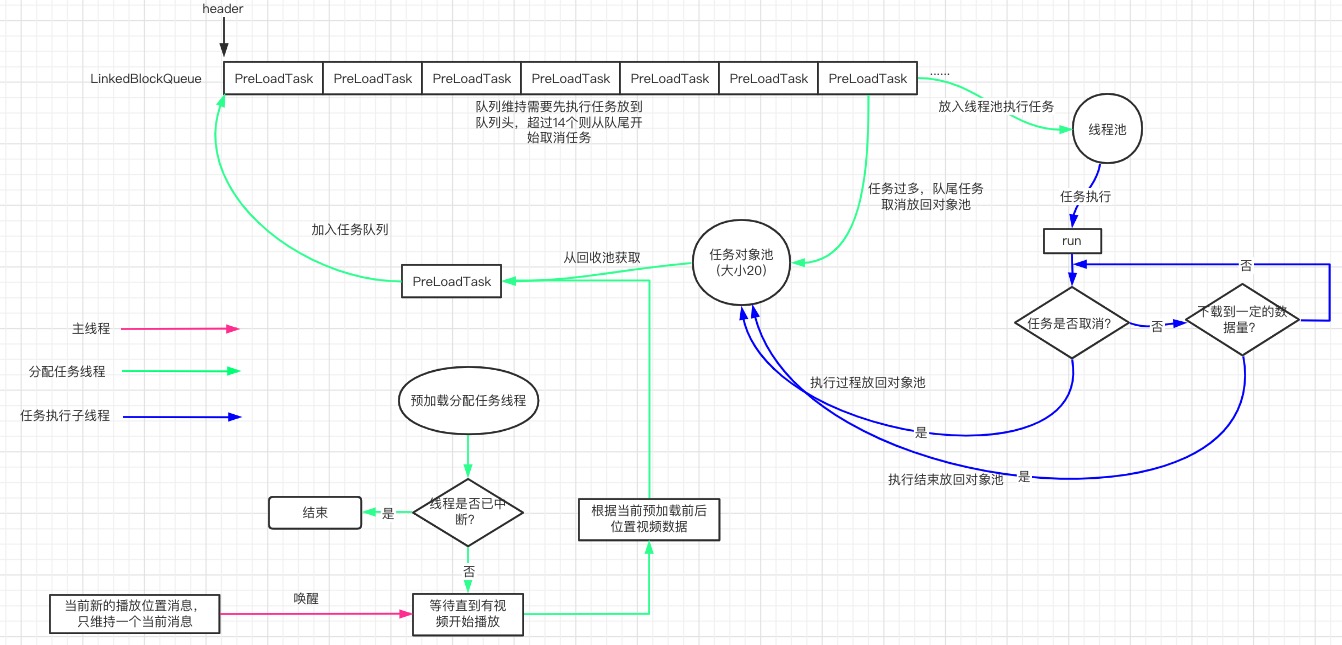 header
LinkedBlockQueue
PreLoadTask
PreLoadTask
PreLoadTask
PreLoadTask
PreLoadTask
PreLoadTask
PreLoadTask
......
队列维持需要先执行任务放到
队列头，超过14个则从队尾开
始取消任务
放入线程池执行任务
线程池
任务执行
run
任务过多，队尾任务
取消放回对象池
加入任务队列
从回收池获取
任务对象池
（大小20）
PreLoadTask
否
任务是否取消?
否
下载到一定的数
据量?
主线程
分配任务线程
任务执行子线程
预加载分配任务线程
执行过程放回对象池
是
执行结束放回对象池
是
线程是否已中
断?
是
结束
否
根据当前预加载前后
位置视频数据
当前新的播放位置消息，
只维持一个当前消息
唤醒
等待直到有视
频开始播放